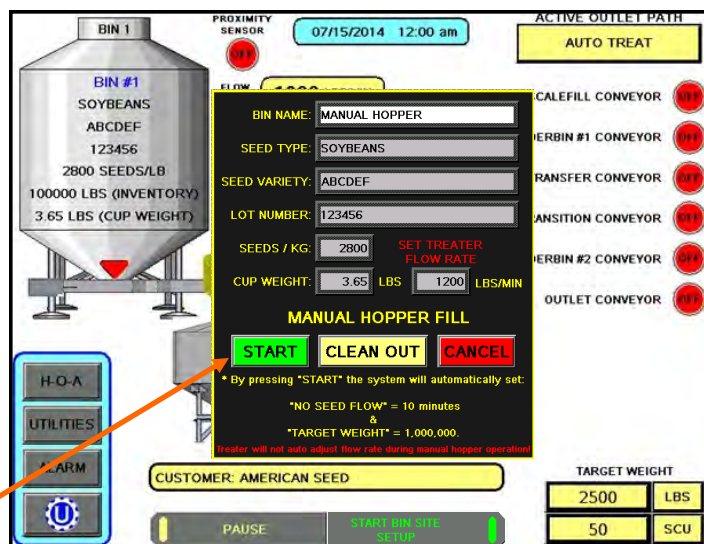 BIN 1
PROXIMITY
SENSOR
OFF
07/15/2014 12:00 am
ACTIVE OUTLET PATH
AUTO TREAT
BIN #1
SOYBEANS
ABCDEF
123456
2800 SEEDS/LB
100000 LBS (INVENTORY)
3.65 LBS (CUP WEIGHT)
FLOW
BIN NAME: MANUAL HOPPER
SEED TYPE: SOYBEANS
SEED VARIETY: ABCDEF
LOT NUMBER: 123456
SEEDS / KG: 2800
SET TREATER
FLOW RATE
CUP WEIGHT: 3.65 LBS 1200 LBS/MIN
MANUAL HOPPER FILL
START CLEAN OUT CANCEL
* By pressing "START" the system will automatically set:
"NO SEED FLOW" = 10 minutes
&
"TARGET WEIGHT" = 1,000,000.
Treater will not auto adjust flow rate during manual hopper operation!
CALEFILL CONVEYOR OFF
DERBIN #1 CONVEYOR OFF
RANSFER CONVEYOR OFF
ANSITION CONVEYOR OFF
DERBIN #2 CONVEYOR OFF
OUTLET CONVEYOR OFF
H-O-A
UTILITIES
ALARM
U
CUSTOMER: AMERICAN SEED
PAUSE
START BIN SITE
SETUP
TARGET WEIGHT
2500 LBS
50 SCU